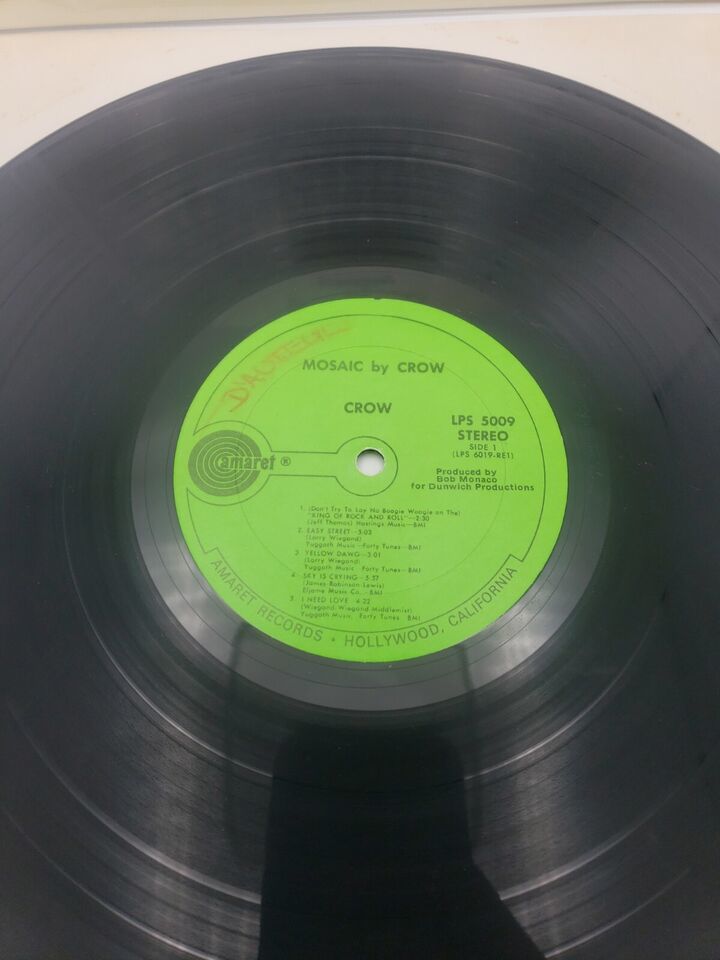 D'AUTEUIL
MOSAIC by CROW
CROW
LPS 5009
STEREO
SIDE 1
(LPS 6019-RE1)
amaret ®
Produced by
Bob Monaco
for Dunwich Productions
1. (Don't Try To Lay No Boogie Woogie on The)
"KING OF ROCK AND ROLL"—2:30
(Jeff Thomas) Hastings Music—BMI
2. EASY STREET—3:03
(Larry Wiegand)
Yuggoth Music—Forty Tunes—BMI
3. YELLOW DAWG—3:01
(Larry Wiegand)
Yuggoth Music Forty Tunes—BMI
4. SKY IS CRYING—5:37
(James-Robinson-Lewis)
Eljame Music Co. BMI
5. I NEED LOVE 4:22
(Wiegand-Wiegand-Middlemist)
Yuggoth Music, Forty Tunes BMI
AMARET RECORDS • HOLLYWOOD, CALIFORNIA